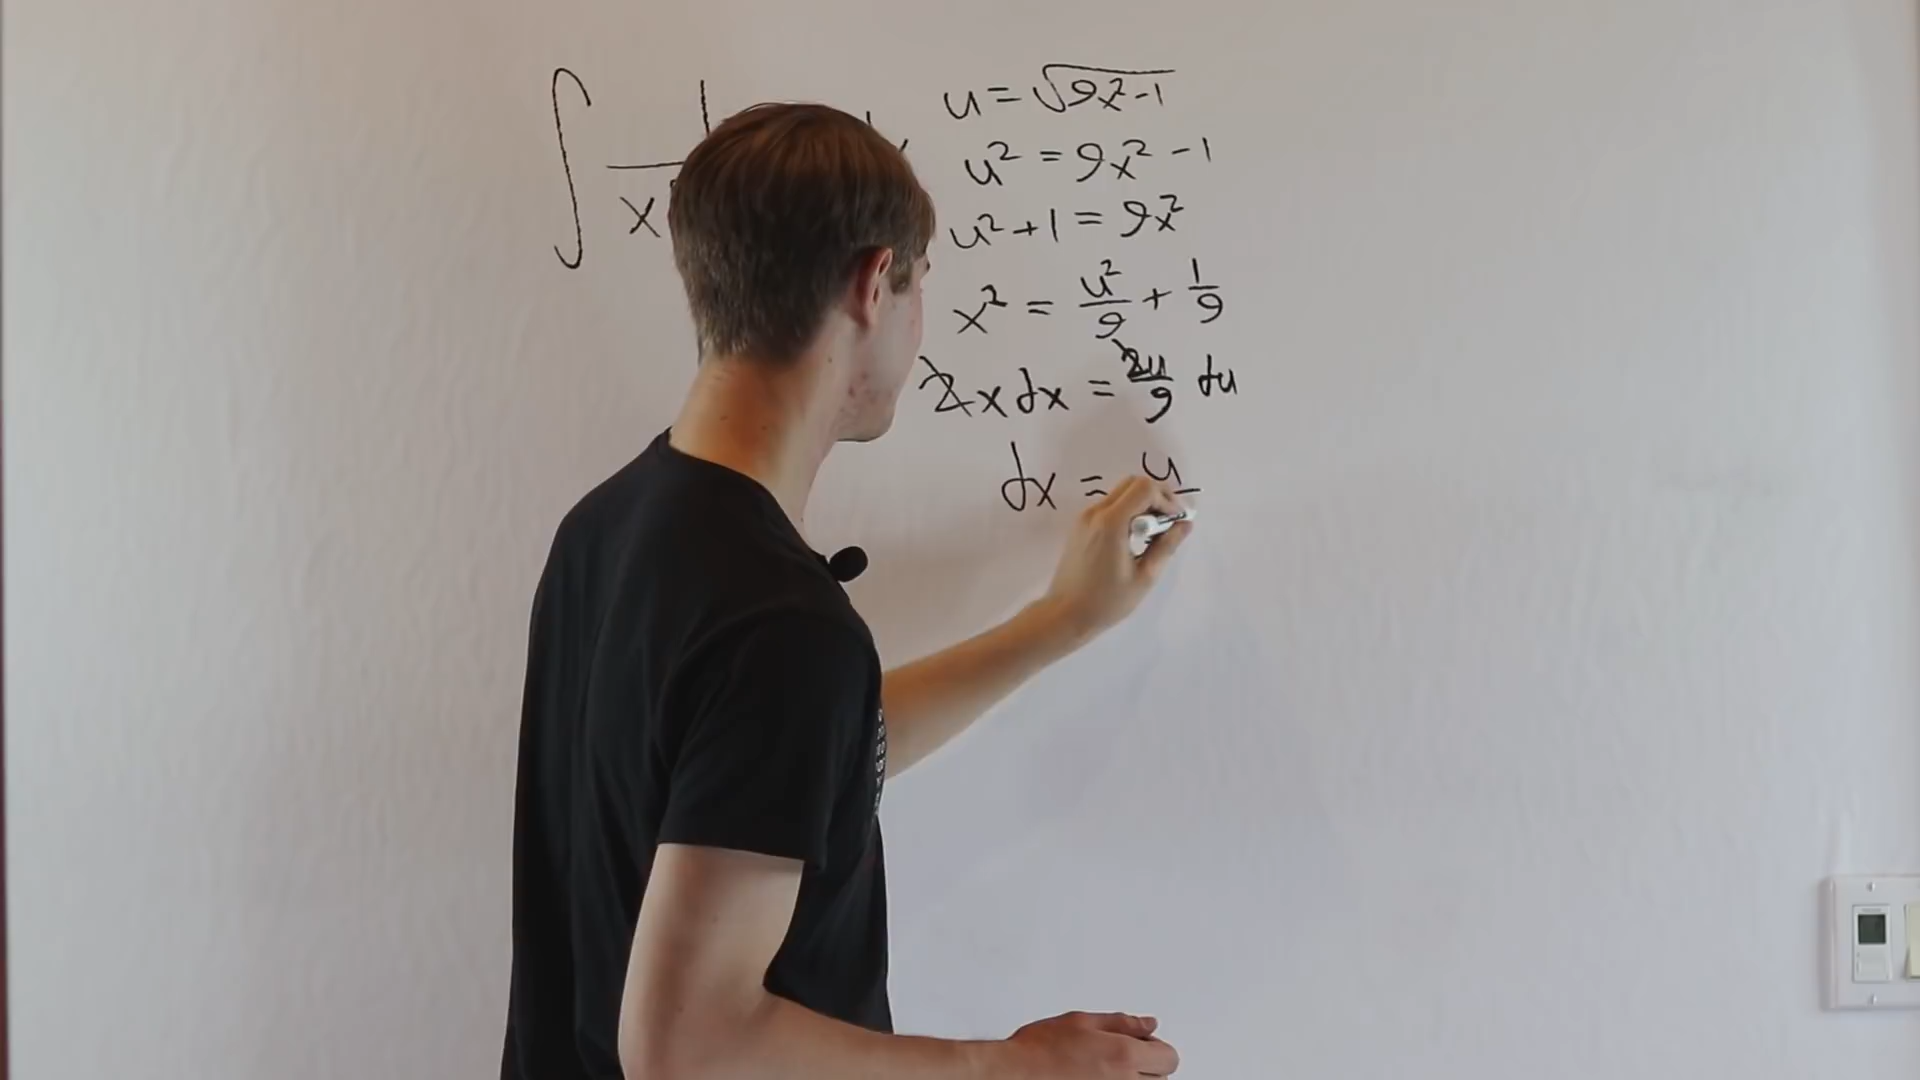 ∫ 1/x
u = √(9x²-1)
u² = 9x² - 1
u² + 1 = 9x²
x² = u²/9 + 1/9
2x dx = 2u/9 du
dx = u/